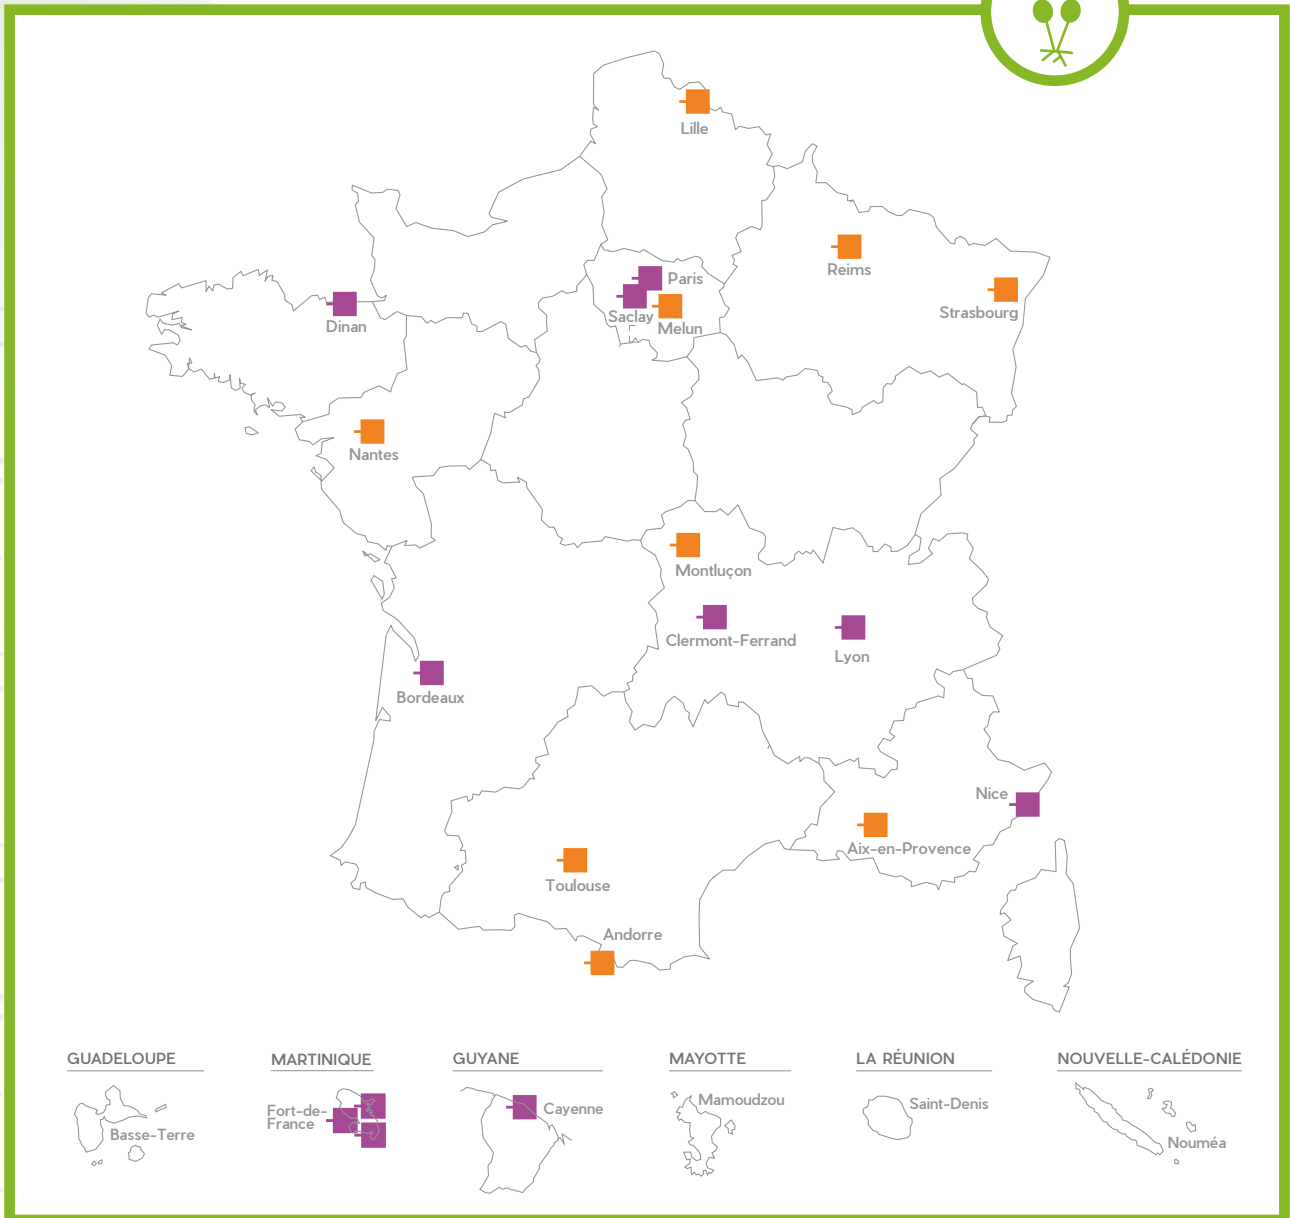 Lille
Reims
Paris
Strasbourg
Saclay
Dinan
Melun
Nantes
Montluçon
Clermont-Ferrand
Lyon
Bordeaux
Nice
Aix-en-Provence
Toulouse
Andorre
GUADELOUPE
MARTINIQUE
GUYANE
MAYOTTE
LA RÉUNION
NOUVELLE-CALÉDONIE
Basse-Terre
Fort-de-
France
Cayenne
Mamoudzou
Saint-Denis
Nouméa